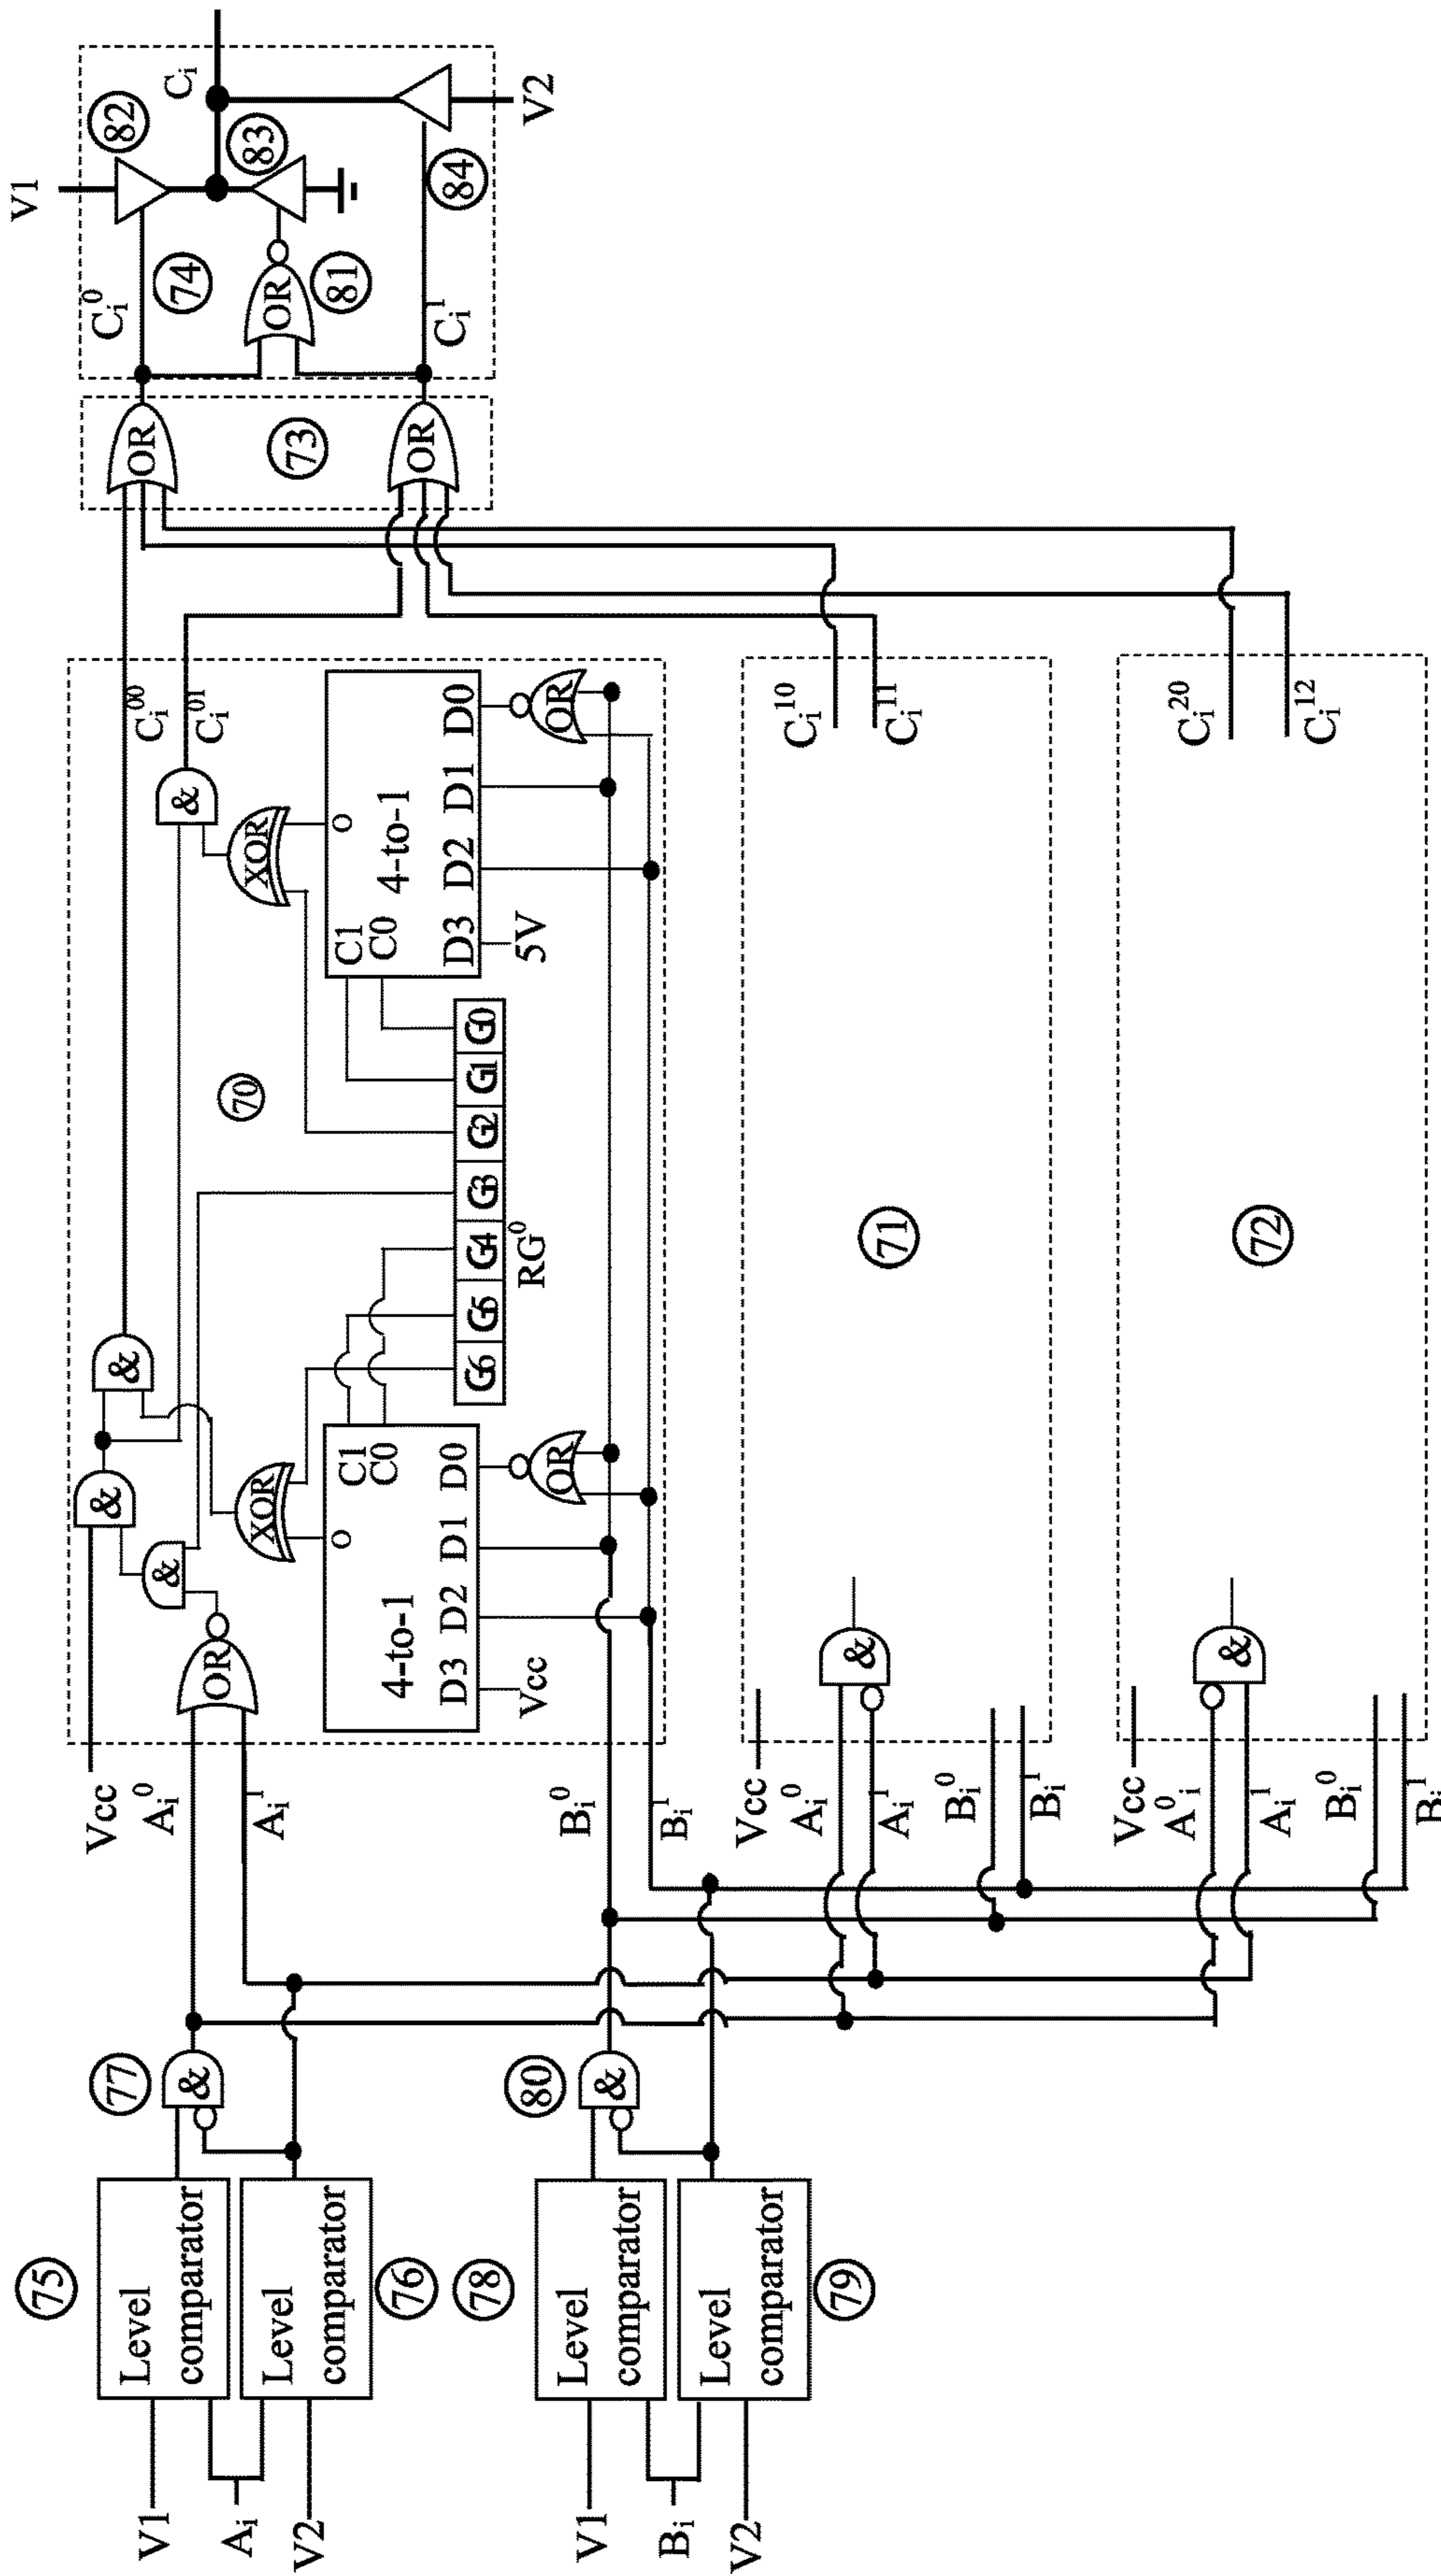 V1
Ai
V2
75
Level
comparator
Level
comparator
76
77
&
V1
Bi
V2
78
Level
comparator
Level
comparator
79
80
&
Vcc
Ai0
Ai1
Bi0
Bi1
OR
&
&
&
XOR
O
4-to-1
C1
C0
D3
D2
D1
D0
Vcc
OR
70
G6
G5
G4
G3
G2
G1
G0
RG0
&
XOR
O
4-to-1
C1
C0
D3
D2
D1
D0
5V
OR
Ci00
Ci01
Vcc
Ai0
Ai1
Bi0
Bi1
&
71
Ci10
Ci11
Vcc
A0i
Ai1
Bi0
Bi1
&
72
Ci20
Ci12
OR
73
OR
Ci0
74
OR
81
Ci1
V1
82
83
Ci
84
V2